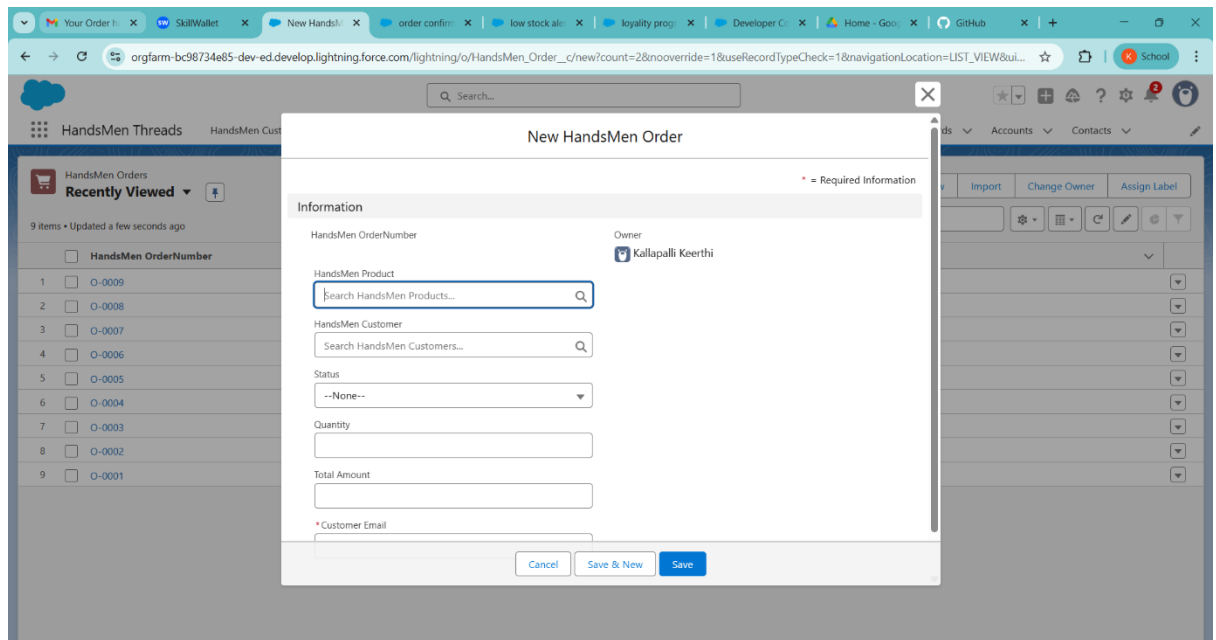 Your Order h
SkillWallet
New HandsM
order confirm
low stock ale
loyality progr
Developer Co
Home - Goog
GitHub
orgfarm-bc98734e85-dev-ed.develop.lightning.force.com/lightning/o/HandsMen_Order__c/new?count=2&nooverride=1&useRecordTypeCheck=1&navigationLocation=LIST_VIEW&ui...
K School
Search...
2
HandsMen Threads
HandsMen Cust
ds
Accounts
Contacts
HandsMen Orders
Recently Viewed
Import
Change Owner
Assign Label
9 items • Updated a few seconds ago
HandsMen OrderNumber
1 O-0009
2 O-0008
3 O-0007
4 O-0006
5 O-0005
6 O-0004
7 O-0003
8 O-0002
9 O-0001
New HandsMen Order
* = Required Information
Information
HandsMen OrderNumber
Owner
Kallapalli Keerthi
HandsMen Product
Search HandsMen Products...
HandsMen Customer
Search HandsMen Customers...
Status
--None--
Quantity
Total Amount
*Customer Email
Cancel
Save & New
Save